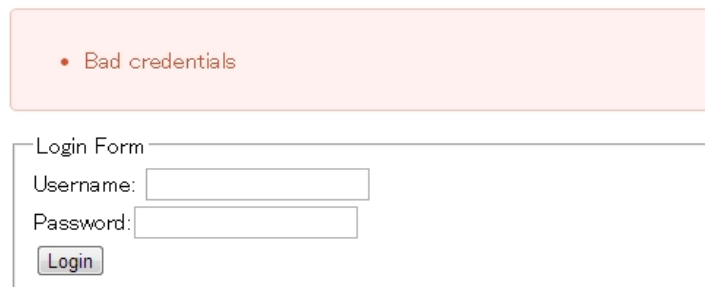 Bad credentials
Login Form
Username:
Password:
Login